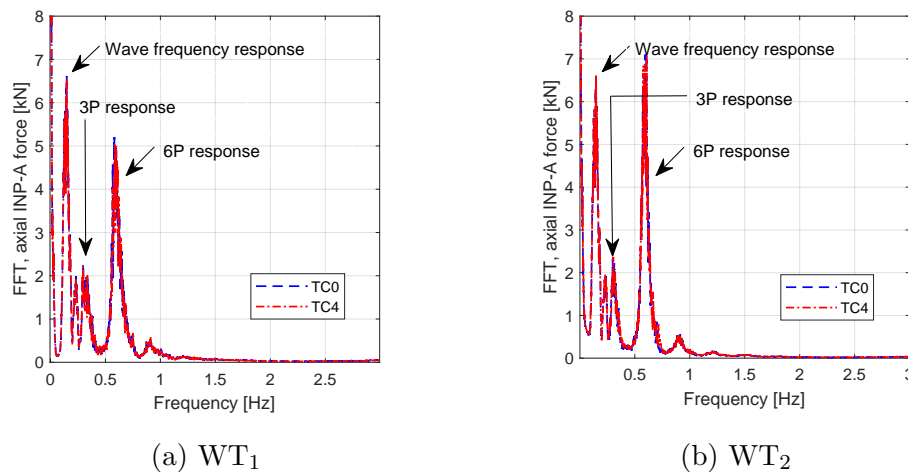 8
7
6
5
4
3
2
1
0
FFT, axial INP-A force [kN]
Wave frequency response
3P response
6P response
TC0
TC4
0 0.5 1 1.5 2 2.5
Frequency [Hz]
(a) WT₁
8
7
6
5
4
3
2
1
0
FFT, axial INP-A force [kN]
Wave frequency response
3P response
6P response
TC0
TC4
0.5 1 1.5 2 2.5 3
Frequency [Hz]
(b) WT₂